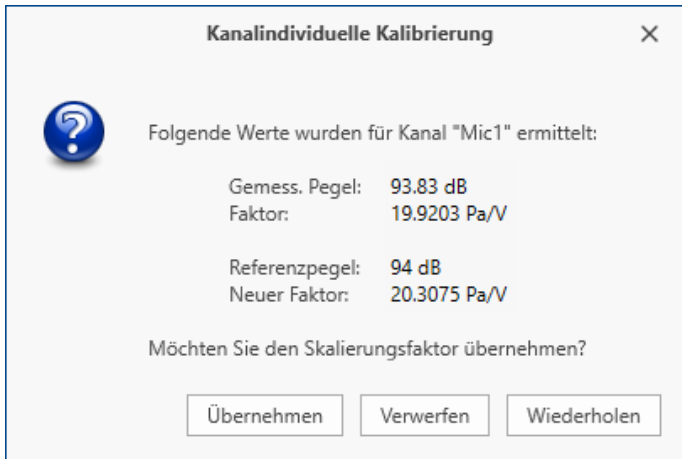 Kanalindividuelle Kalibrierung
Folgende Werte wurden für Kanal "Mic1" ermittelt:
Gemess. Pegel: 93.83 dB
Faktor: 19.9203 Pa/V
Referenzpegel: 94 dB
Neuer Faktor: 20.3075 Pa/V
Möchten Sie den Skalierungsfaktor übernehmen?
Übernehmen Verwerfen Wiederholen